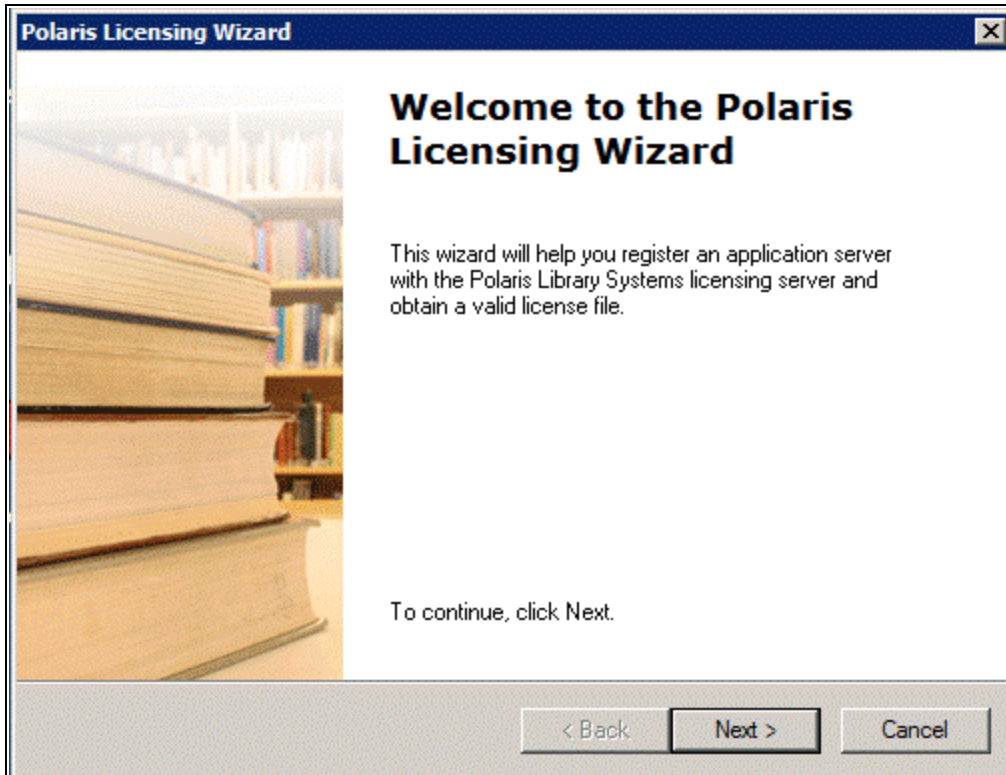 Polaris Licensing Wizard
Welcome to the Polaris
Licensing Wizard
This wizard will help you register an application server
with the Polaris Library Systems licensing server and
obtain a valid license file.
To continue, click Next.
< Back
Next >
Cancel